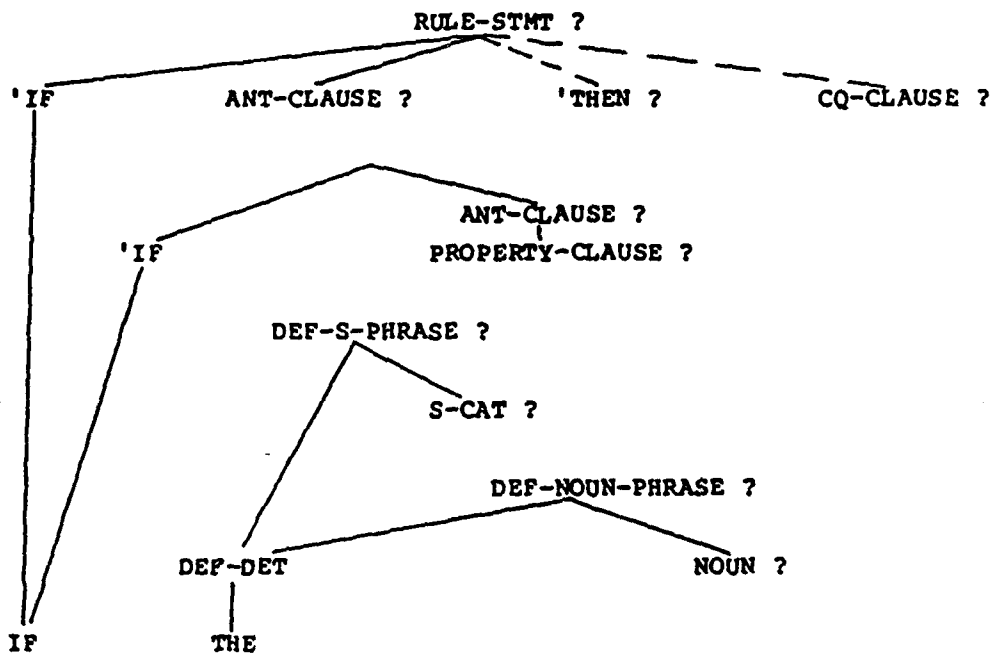 RULE-STMT ?
'IF ANT-CLAUSE ? 'THEN ? CQ-CLAUSE ?
ANT-CLAUSE ?
'IF PROPERTY-CLAUSE ?
DEF-S-PHRASE ?
S-CAT ?
DEF-NOUN-PHRASE ?
DEF-DET NOUN ?
IF THE